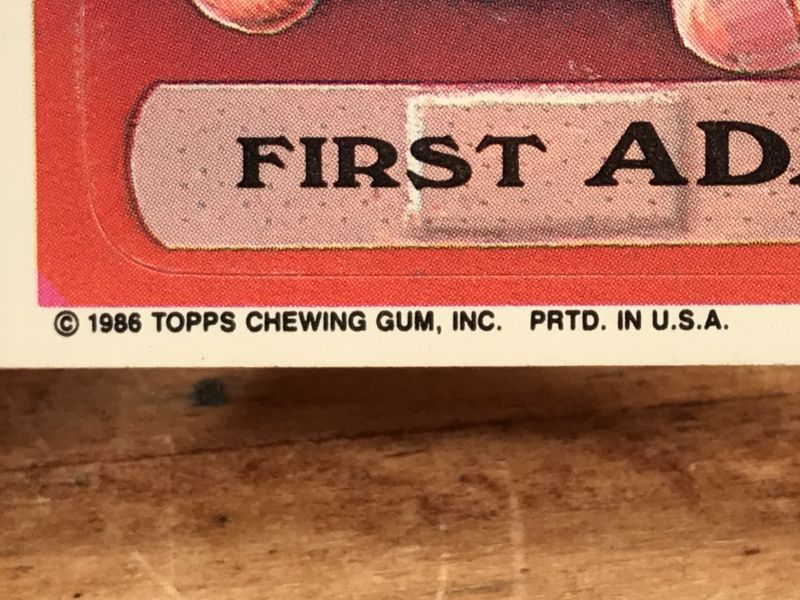 FIRST
© 1986 TOPPS CHEWING GUM, INC. PRTD. IN U.S.A.